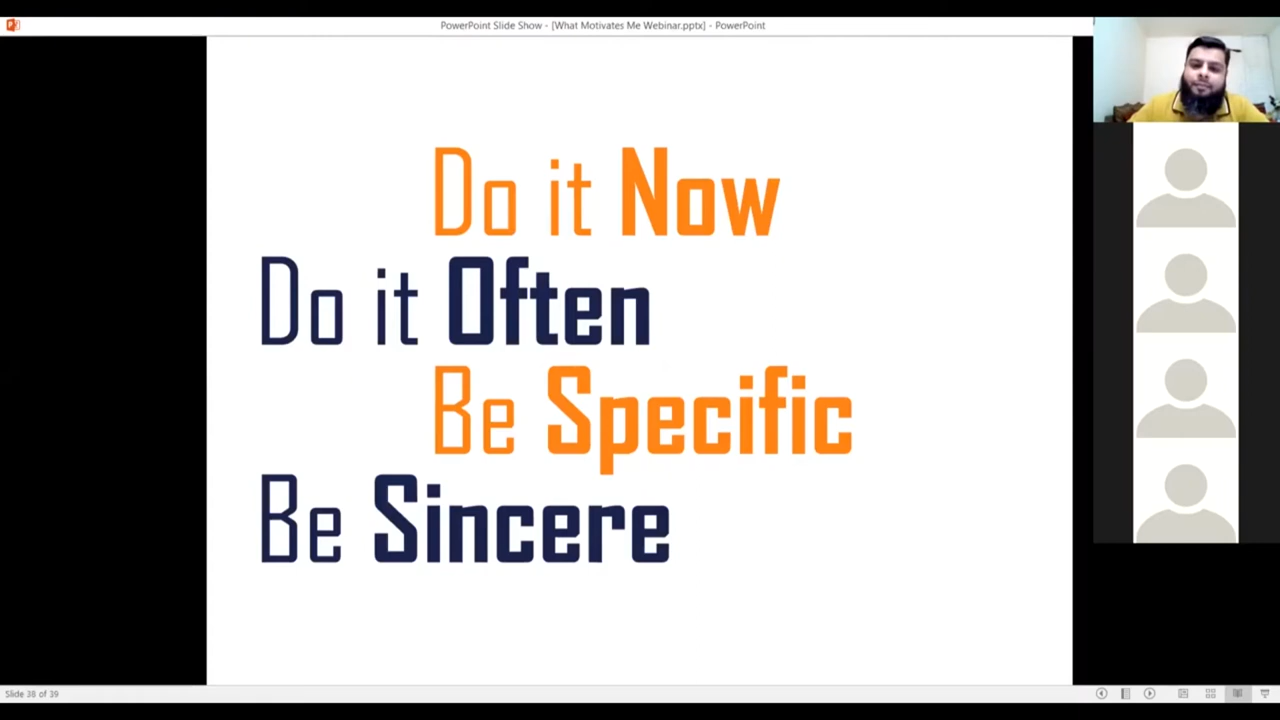 PowerPoint Slide Show - [What Motivates Me Webinar.pptx] - PowerPoint
Do it Now
Do it Often
Be Specific
Be Sincere
Slide 38 of 39